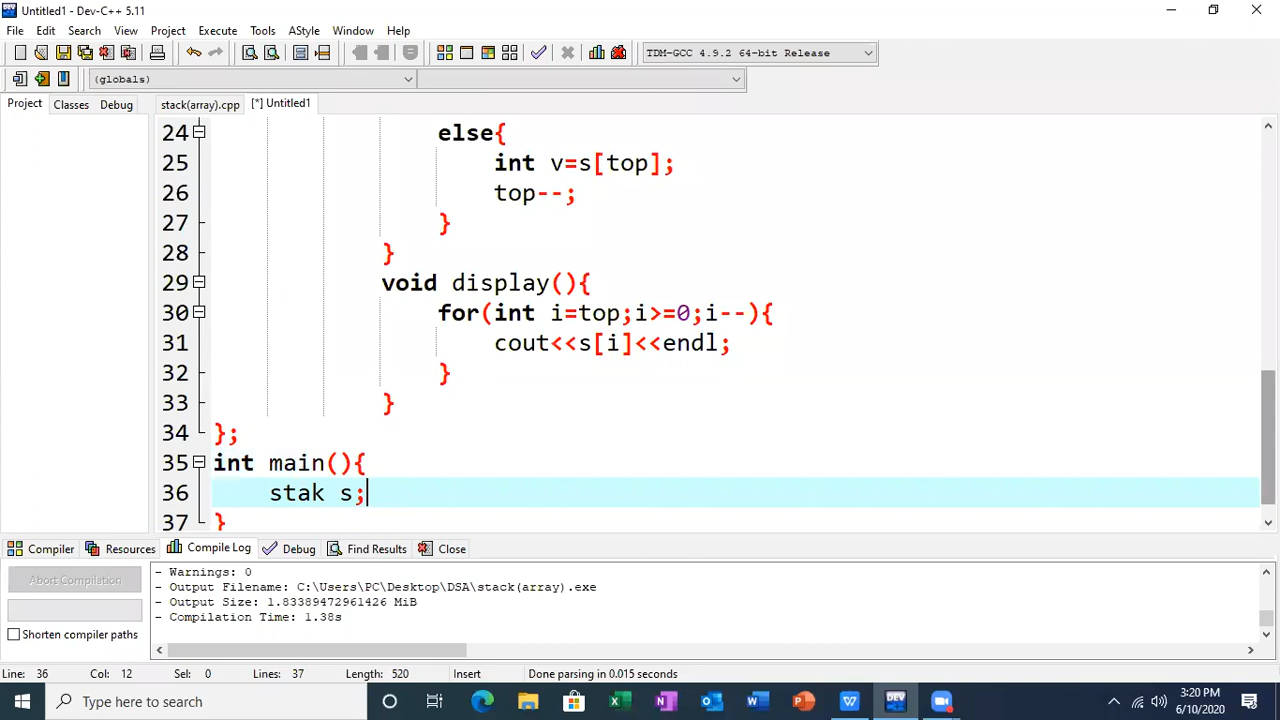 Untitled1 - Dev-C++ 5.11
File Edit Search View Project Execute Tools AStyle Window Help
TDM-GCC 4.9.2 64-bit Release
(globals)
Project Classes Debug stack(array).cpp [*] Untitled1
24 else{
25 int v=s[top];
26 top--;
27 }
28 }
29 void display(){
30 for(int i=top;i>=0;i--){
31 cout<<s[i]<<endl;
32 }
33 }
34 };
35 int main(){
36 stak s;
37 }
Compiler Resources Compile Log Debug Find Results Close
Abort Compilation
Shorten compiler paths
- Warnings: 0
- Output Filename: C:\Users\PC\Desktop\DSA\stack(array).exe
- Output Size: 1.83389472961426 MiB
- Compilation Time: 1.38s
Line: 36 Col: 12 Sel: 0 Lines: 37 Length: 520 Insert Done parsing in 0.015 seconds
Type here to search
3:20 PM
6/10/2020